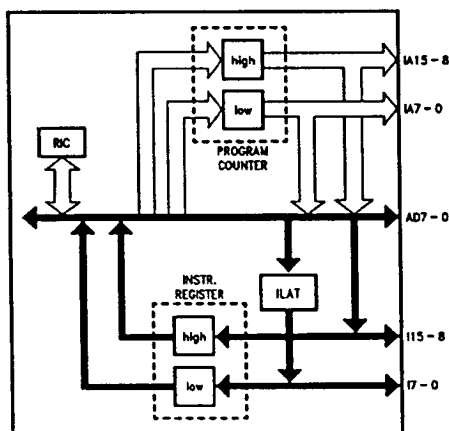 high
IA15-8
low
IA7-0
RIC
PROGRAM
COUNTER
AD7-0
INSTR.
REGISTER
ILAT
high
I15-8
low
I7-0